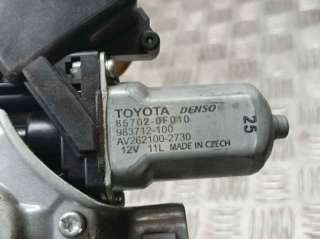 TOYOTA DENSO
85702-0F010
983712-100
AV262100-2730
12V 11L MADE IN CZECH
25